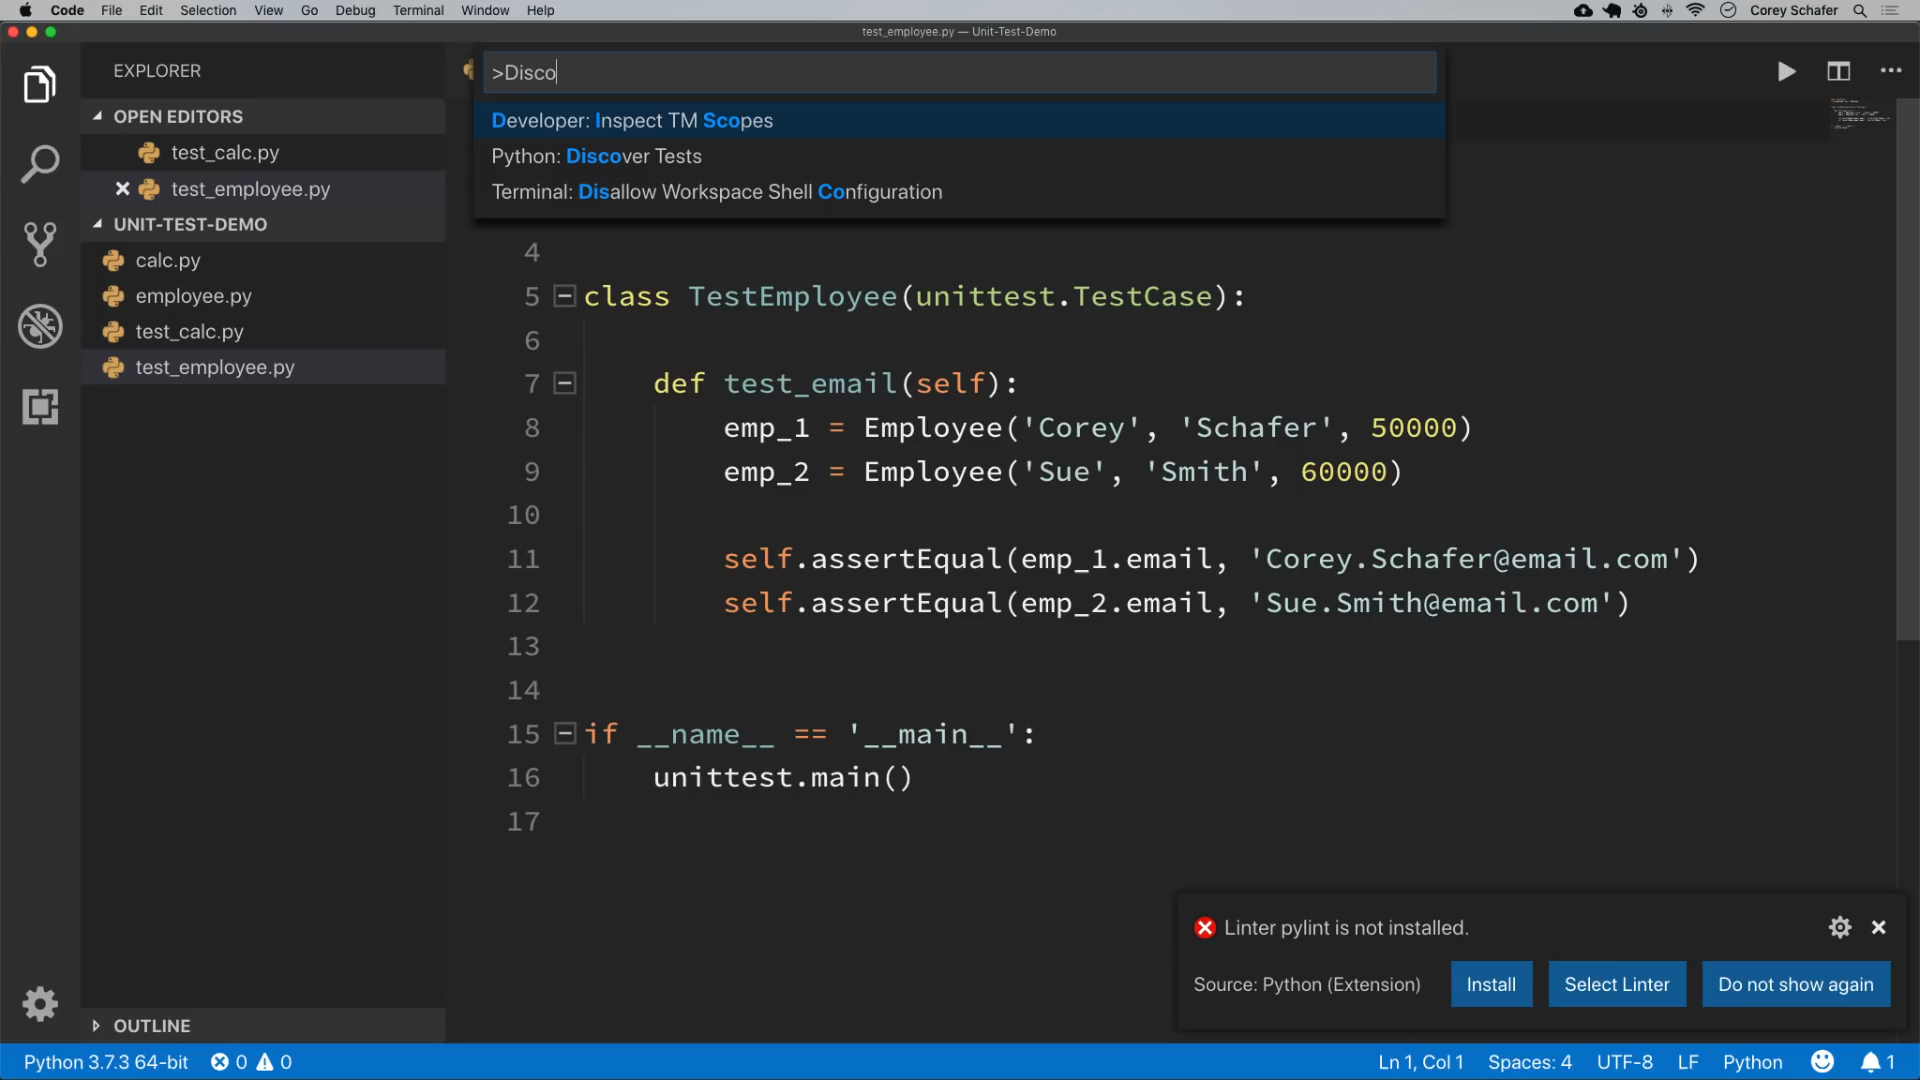 Code File Edit Selection View Go Debug Terminal Window Help Corey Schafer
test_employee.py — Unit-Test-Demo
EXPLORER
>Disco
OPEN EDITORS
Developer: Inspect TM Scopes
test_calc.py
Python: Discover Tests
test_employee.py
Terminal: Disallow Workspace Shell Configuration
UNIT-TEST-DEMO
calc.py
employee.py
test_calc.py
test_employee.py
4
5 class TestEmployee(unittest.TestCase):
6
7 def test_email(self):
8 emp_1 = Employee('Corey', 'Schafer', 50000)
9 emp_2 = Employee('Sue', 'Smith', 60000)
10
11 self.assertEqual(emp_1.email, 'Corey.Schafer@email.com')
12 self.assertEqual(emp_2.email, 'Sue.Smith@email.com')
13
14
15 if __name__ == '__main__':
16 unittest.main()
17
Linter pylint is not installed.
Source: Python (Extension) Install Select Linter Do not show again
OUTLINE
Python 3.7.3 64-bit 0 0 Ln 1, Col 1 Spaces: 4 UTF-8 LF Python 1